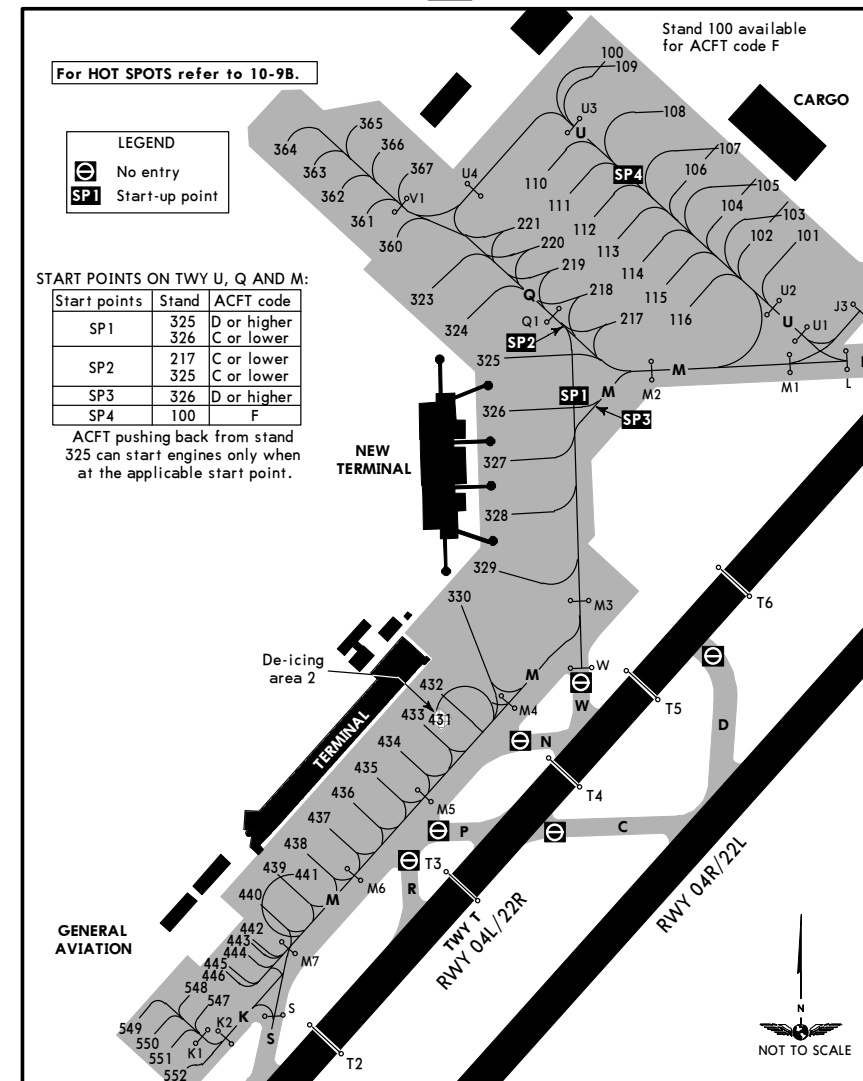 Stand 100 available
for ACFT code F
For HOT SPOTS refer to 10-9B.
CARGO
LEGEND
No entry
SP1 Start-up point
START POINTS ON TWY U, Q AND M:
Start points Stand ACFT code
SP1 325 D or higher
326 C or lower
SP2 217 C or lower
325 C or lower
SP3 326 D or higher
SP4 100 F
ACFT pushing back from stand
325 can start engines only when
at the applicable start point.
100
109
U3
U
108
SP4
107
106
105
104
103
102
101
110
111
112
113
114
115
116
U2
U
U1
J3
365
364
366
363
367
362
361
V1
360
U4
221
220
219
218
217
323
324
Q
Q1
SP2
325
M
M2
M
M1
L
SP1
326
SP3
NEW
TERMINAL
327
328
329
330
M3
T6
De-icing
area 2
432
433
431
M
W
M4
W
T5
434
N
D
TERMINAL
435
T4
436
M5
437
P
C
438
T3
439
441
M6
R
440
M
TWY T
RWY 04L/22R
RWY 04R/22L
GENERAL
AVIATION
442
443
444
445
446
M7
548
547
549
550
551
552
K2
K1
K
S
S
T2
N
NOT TO SCALE